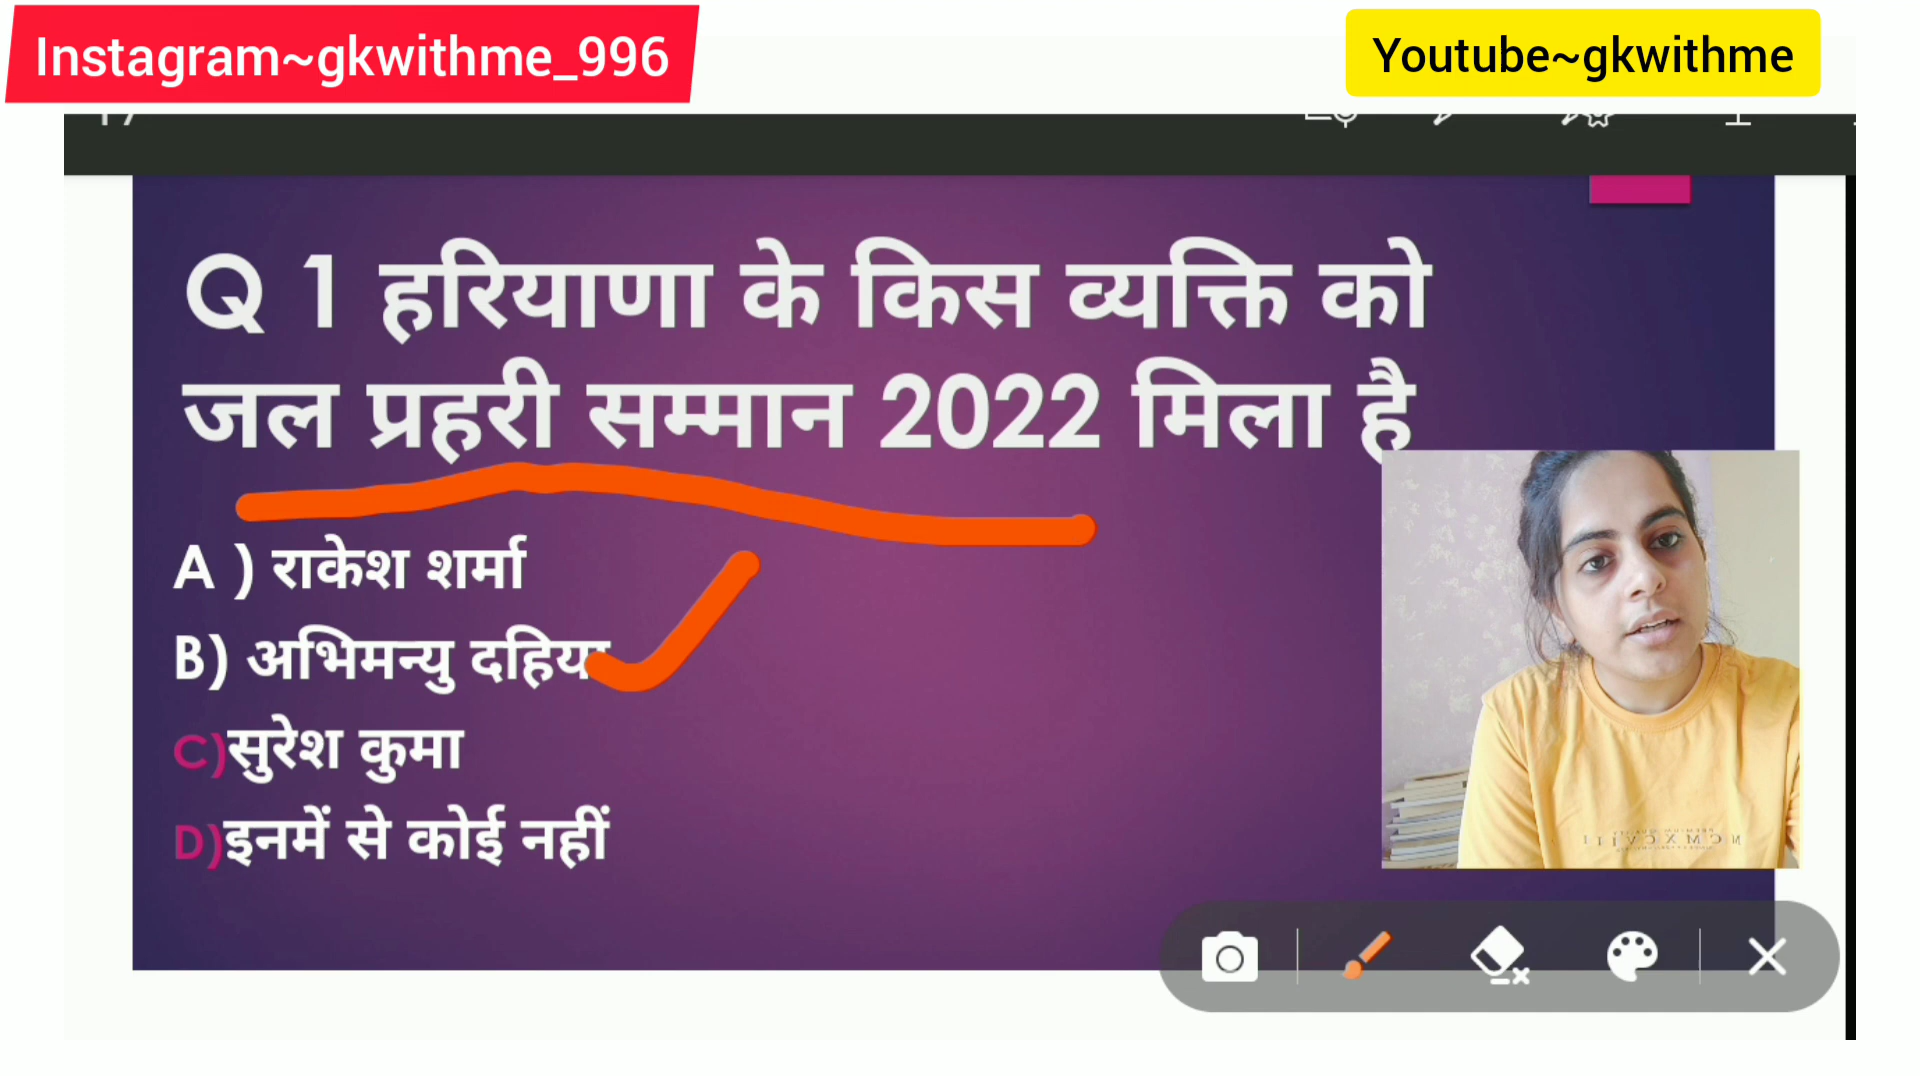 Instagram~gkwithme_996
Youtube~gkwithme
Q 1 हरियाणा के किस व्यक्ति को
जल प्रहरी सम्मान 2022 मिला है
A ) राकेश शर्मा
B) अभिमन्यु दहिया
C)सुरेश कुमा
D)इनमें से कोई नहीं